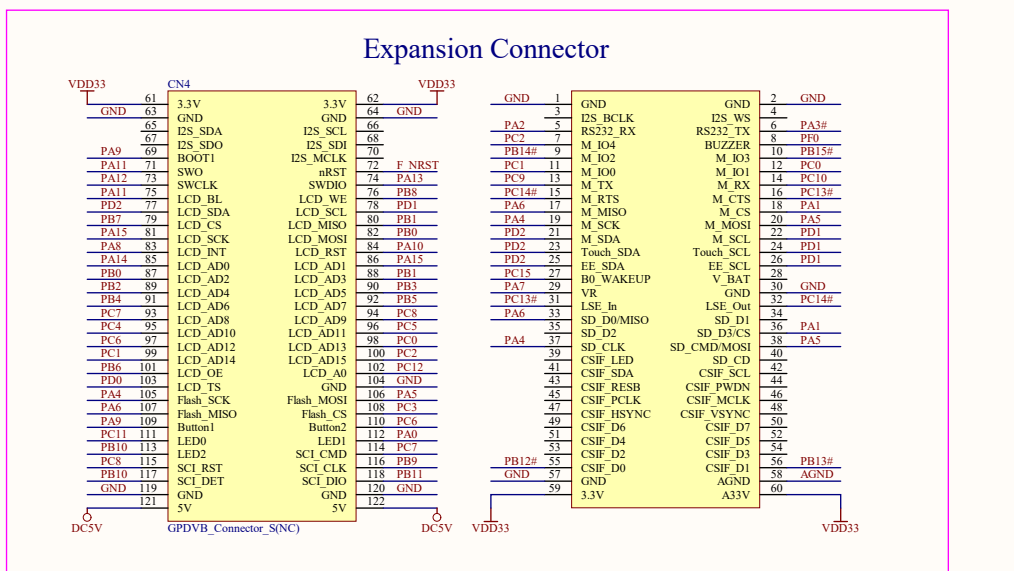 Expansion Connector
VDD33 CN4 VDD33
61 3.3V 3.3V 62
GND 63 GND GND 64 GND
65 I2S_SDA I2S_SCL 66
67 I2S_SDO I2S_SDI 68
PA9 69 BOOT1 I2S_MCLK 70
PA11 71 SWO nRST 72 F_NRST
PA12 73 SWCLK SWDIO 74 PA13
PA11 75 LCD_BL LCD_WE 76 PB8
PD2 77 LCD_SDA LCD_SCL 78 PD1
PB7 79 LCD_CS LCD_MISO 80 PB1
PA15 81 LCD_SCK LCD_MOSI 82 PB0
PA8 83 LCD_INT LCD_RST 84 PA10
PA14 85 LCD_AD0 LCD_AD1 86 PA15
PB0 87 LCD_AD2 LCD_AD3 88 PB1
PB2 89 LCD_AD4 LCD_AD5 90 PB3
PB4 91 LCD_AD6 LCD_AD7 92 PB5
PC7 93 LCD_AD8 LCD_AD9 94 PC8
PC4 95 LCD_AD10 LCD_AD11 96 PC5
PC6 97 LCD_AD12 LCD_AD13 98 PC0
PC1 99 LCD_AD14 LCD_AD15 100 PC2
PB6 101 LCD_OE LCD_A0 102 PC12
PD0 103 LCD_TS GND 104 GND
PA4 105 Flash_SCK Flash_MOSI 106 PA5
PA6 107 Flash_MISO Flash_CS 108 PC3
PA9 109 Button1 Button2 110 PC6
PC11 111 LED0 LED1 112 PA0
PB10 113 LED2 SCI_CMD 114 PC7
PC8 115 SCI_RST SCI_CLK 116 PB9
PB10 117 SCI_DET SCI_DIO 118 PB11
GND 119 GND GND 120 GND
121 5V 5V 122
DC5V GPDVB_Connector_S(NC) DC5V
GND 1 GND GND 2 GND
3 I2S_BCLK I2S_WS 4
PA2 5 RS232_RX RS232_TX 6 PA3#
PC2 7 M_IO4 BUZZER 8 PF0
PB14# 9 M_IO2 M_IO3 10 PB15#
PC1 11 M_IO0 M_IO1 12 PC0
PC9 13 M_TX M_RX 14 PC10
PC14# 15 M_RTS M_CTS 16 PC13#
PA6 17 M_MISO M_CS 18 PA1
PA4 19 M_SCK M_MOSI 20 PA5
PD2 21 M_SDA M_SCL 22 PD1
PD2 23 Touch_SDA Touch_SCL 24 PD1
PD2 25 EE_SDA EE_SCL 26 PD1
PC15 27 B0_WAKEUP V_BAT 28
PA7 29 VR GND 30 GND
PC13# 31 LSE_In LSE_Out 32 PC14#
PA6 33 SD_D0/MISO SD_D1 34
35 SD_D2 SD_D3/CS 36 PA1
PA4 37 SD_CLK SD_CMD/MOSI 38 PA5
39 CSIF_LED SD_CD 40
41 CSIF_SDA CSIF_SCL 42
43 CSIF_RESB CSIF_PWDN 44
45 CSIF_PCLK CSIF_MCLK 46
47 CSIF_HSYNC CSIF_VSYNC 48
49 CSIF_D6 CSIF_D7 50
51 CSIF_D4 CSIF_D5 52
53 CSIF_D2 CSIF_D3 54
PB12# 55 CSIF_D0 CSIF_D1 56 PB13#
GND 57 GND AGND 58 AGND
59 3.3V A33V 60
VDD33 VDD33